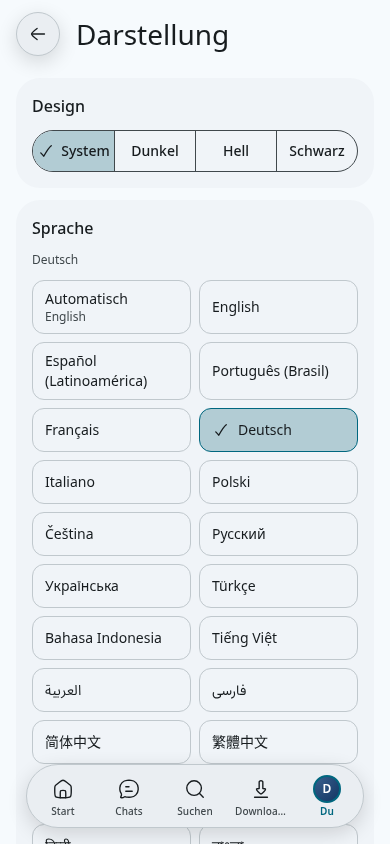 Darstellung
Design
System
Dunkel
Hell
Schwarz
Sprache
Deutsch
Automatisch
English
English
Español
(Latinoamérica)
Português (Brasil)
Français
Deutsch
Italiano
Polski
Čeština
Русский
Українська
Türkçe
Bahasa Indonesia
Tiếng Việt
العربية
فارسی
简体中文
繁體中文
Start
Chats
Suchen
Downloa...
D
Du